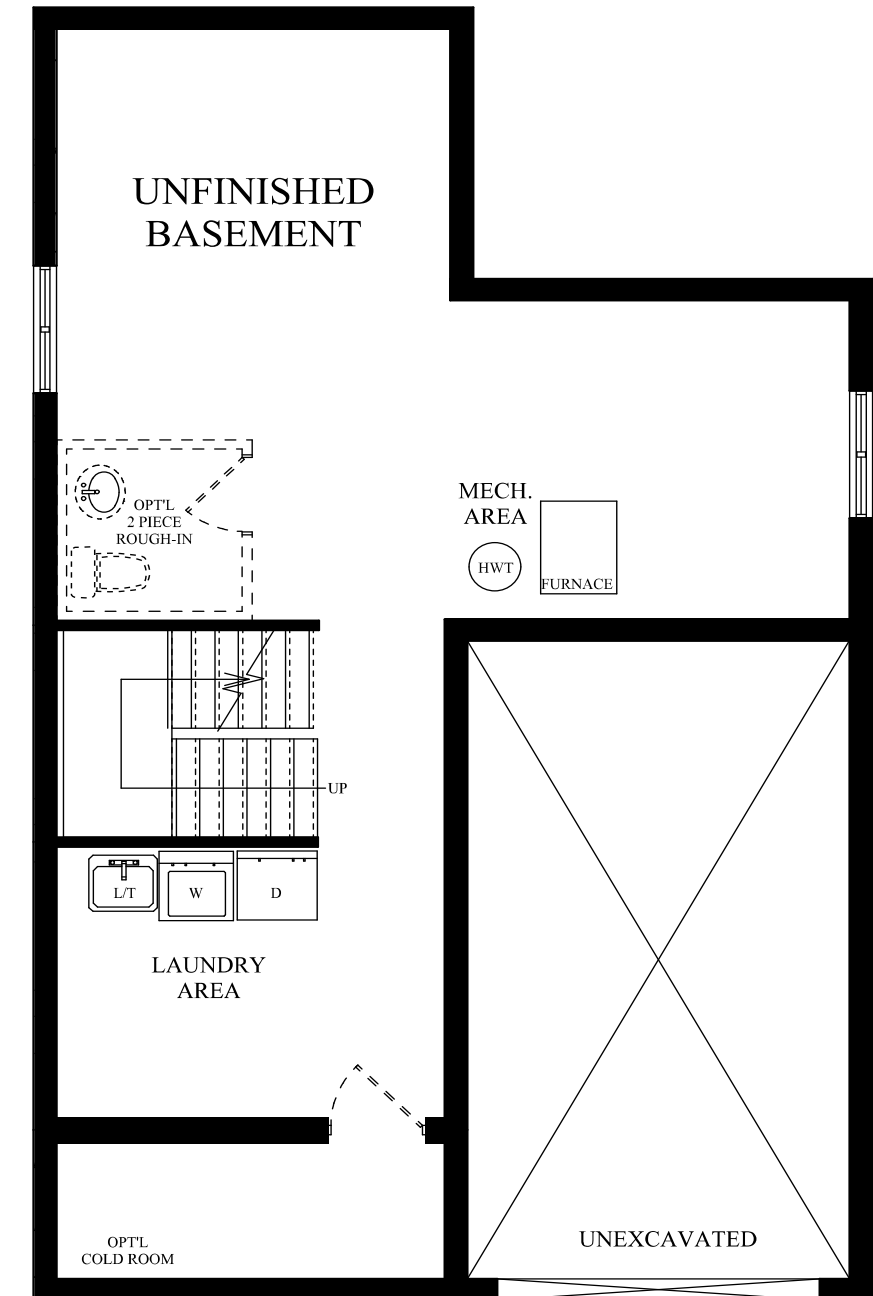 UNFINISHED
BASEMENT
OPT'L
2 PIECE
ROUGH-IN
MECH.
AREA
HWT
FURNACE
UP
L/T
W
D
LAUNDRY
AREA
OPT'L
COLD ROOM
UNEXCAVATED